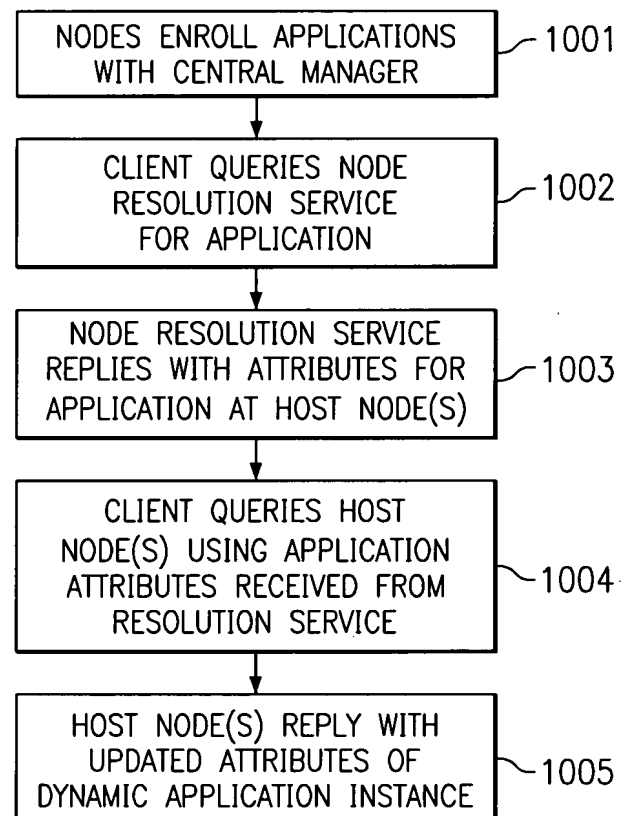 NODES ENROLL APPLICATIONS
WITH CENTRAL MANAGER
1001
CLIENT QUERIES NODE
RESOLUTION SERVICE
FOR APPLICATION
1002
NODE RESOLUTION SERVICE
REPLIES WITH ATTRIBUTES FOR
APPLICATION AT HOST NODE(S)
1003
CLIENT QUERIES HOST
NODE(S) USING APPLICATION
ATTRIBUTES RECEIVED FROM
RESOLUTION SERVICE
1004
HOST NODE(S) REPLY WITH
UPDATED ATTRIBUTES OF
DYNAMIC APPLICATION INSTANCE
1005